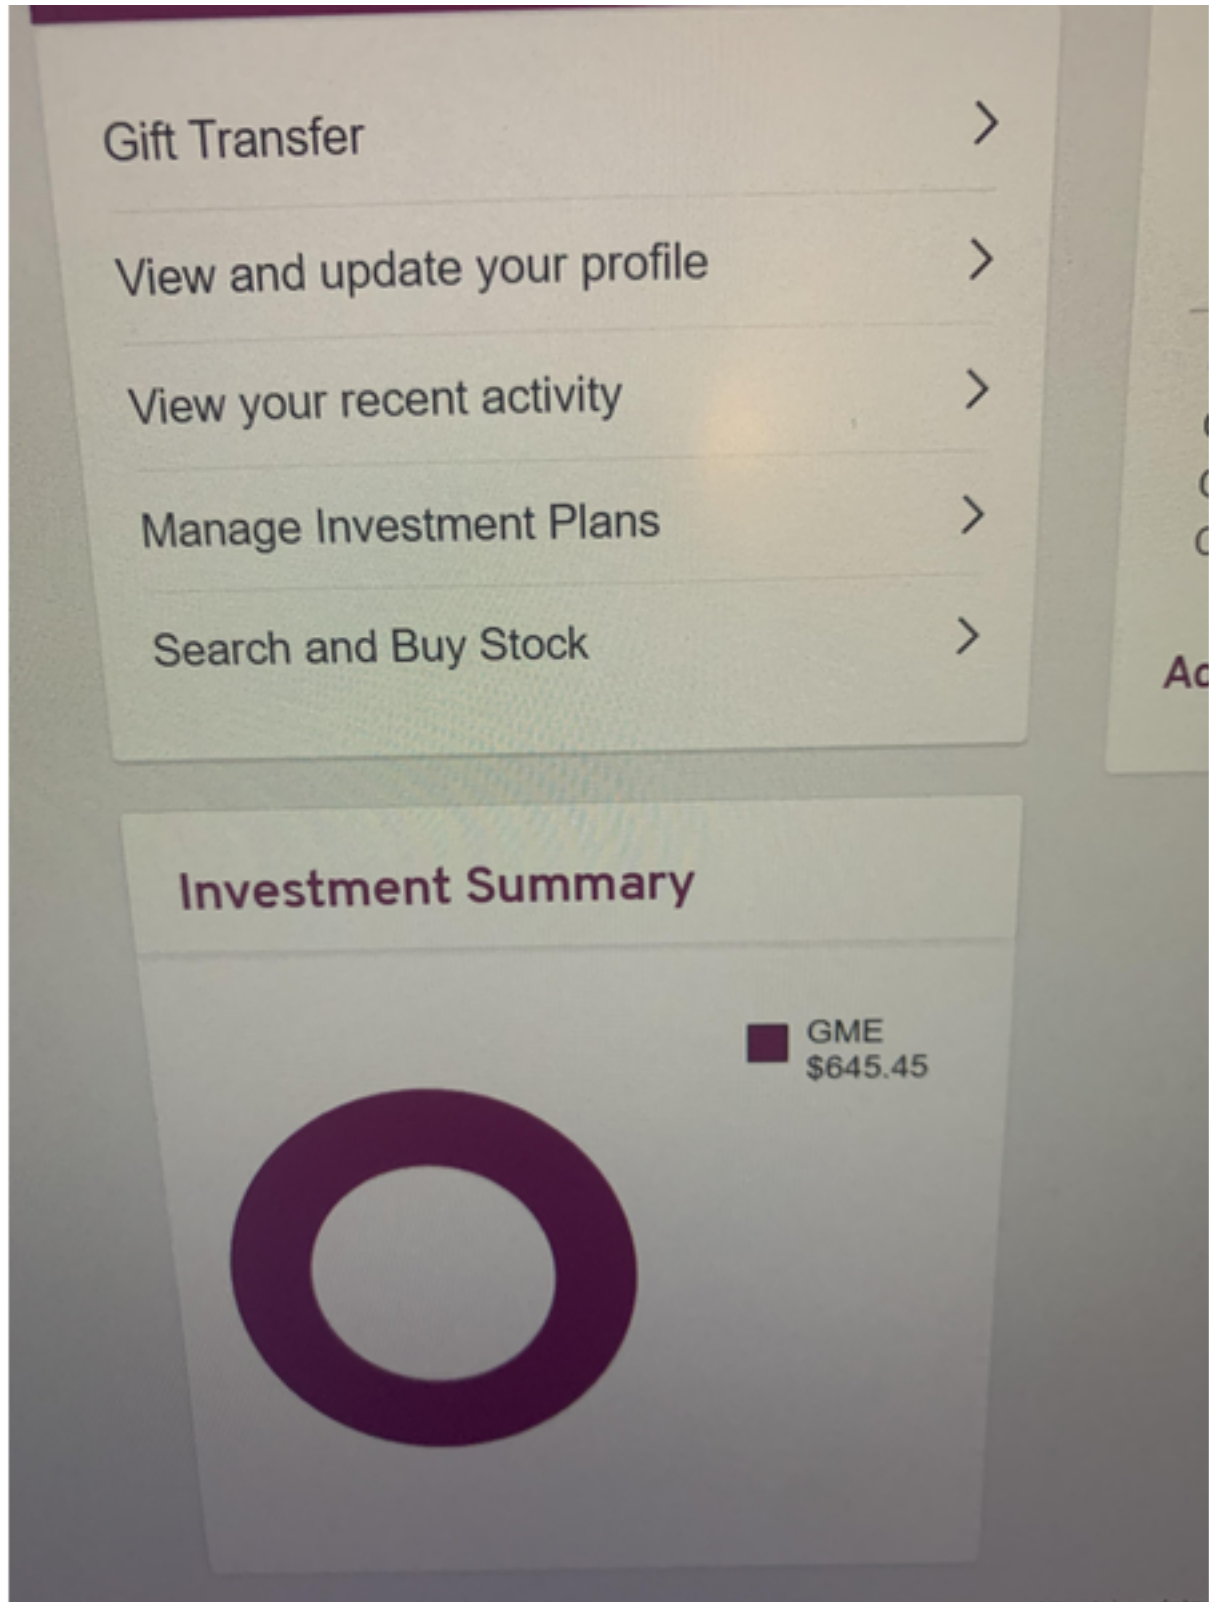 Gift Transfer
View and update your profile
View your recent activity
Manage Investment Plans
Search and Buy Stock
Investment Summary
GME
$645.45